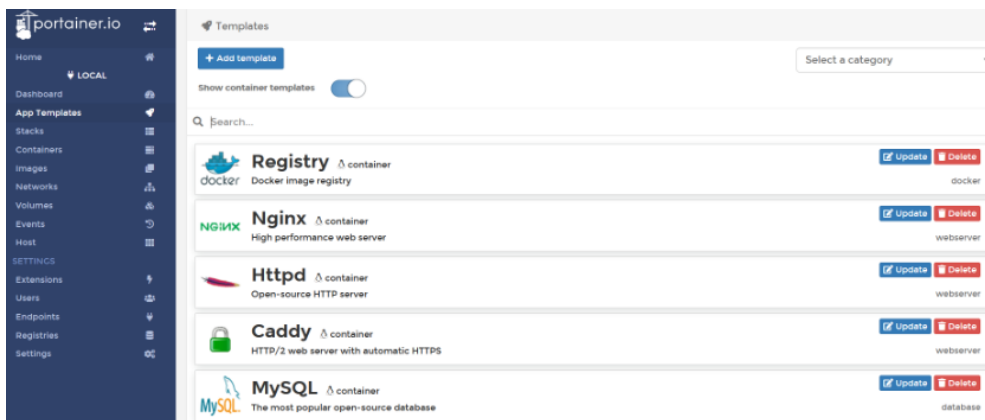 portainer.io
Home
LOCAL
Dashboard
App Templates
Stacks
Containers
Images
Networks
Volumes
Events
Host
SETTINGS
Extensions
Users
Endpoints
Registries
Settings
Templates
+ Add template
Select a category
Show container templates
Search...
docker
Registry container
Docker image registry
Update Delete
docker
NGINX
Nginx container
High performance web server
Update Delete
webserver
Httpd container
Open-source HTTP server
Update Delete
webserver
Caddy container
HTTP/2 web server with automatic HTTPS
Update Delete
webserver
MySQL
MySQL container
The most popular open-source database
Update Delete
database